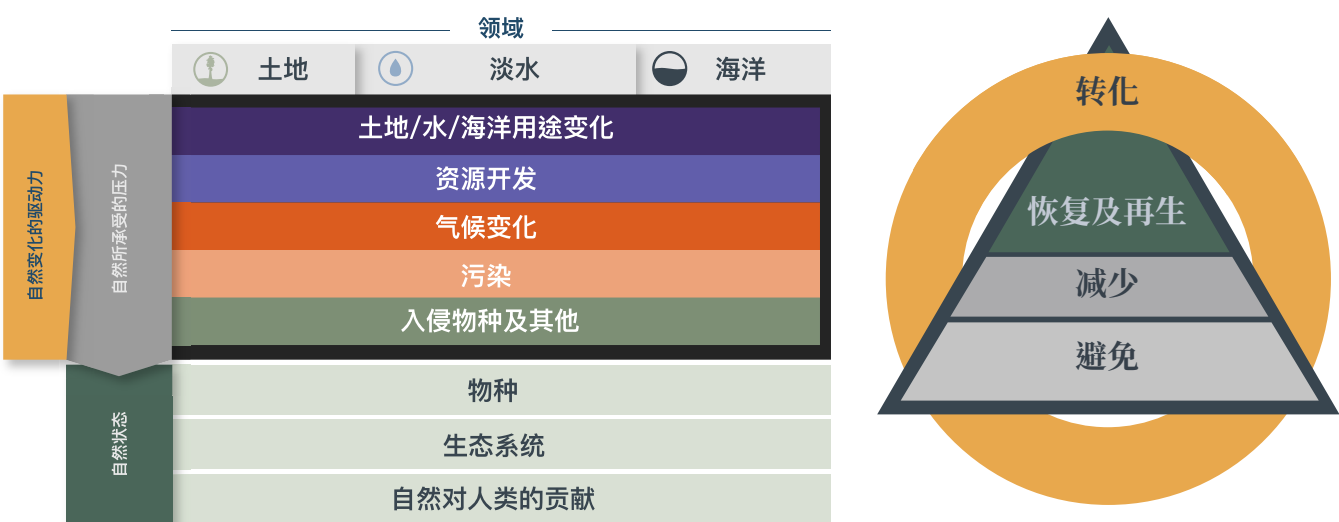 领域
土地
淡水
海洋
自然变化的驱动力
自然所承受的压力
土地/水/海洋用途变化
资源开发
气候变化
污染
入侵物种及其他
自然状态
物种
生态系统
自然对人类的贡献
转化
恢复及再生
减少
避免